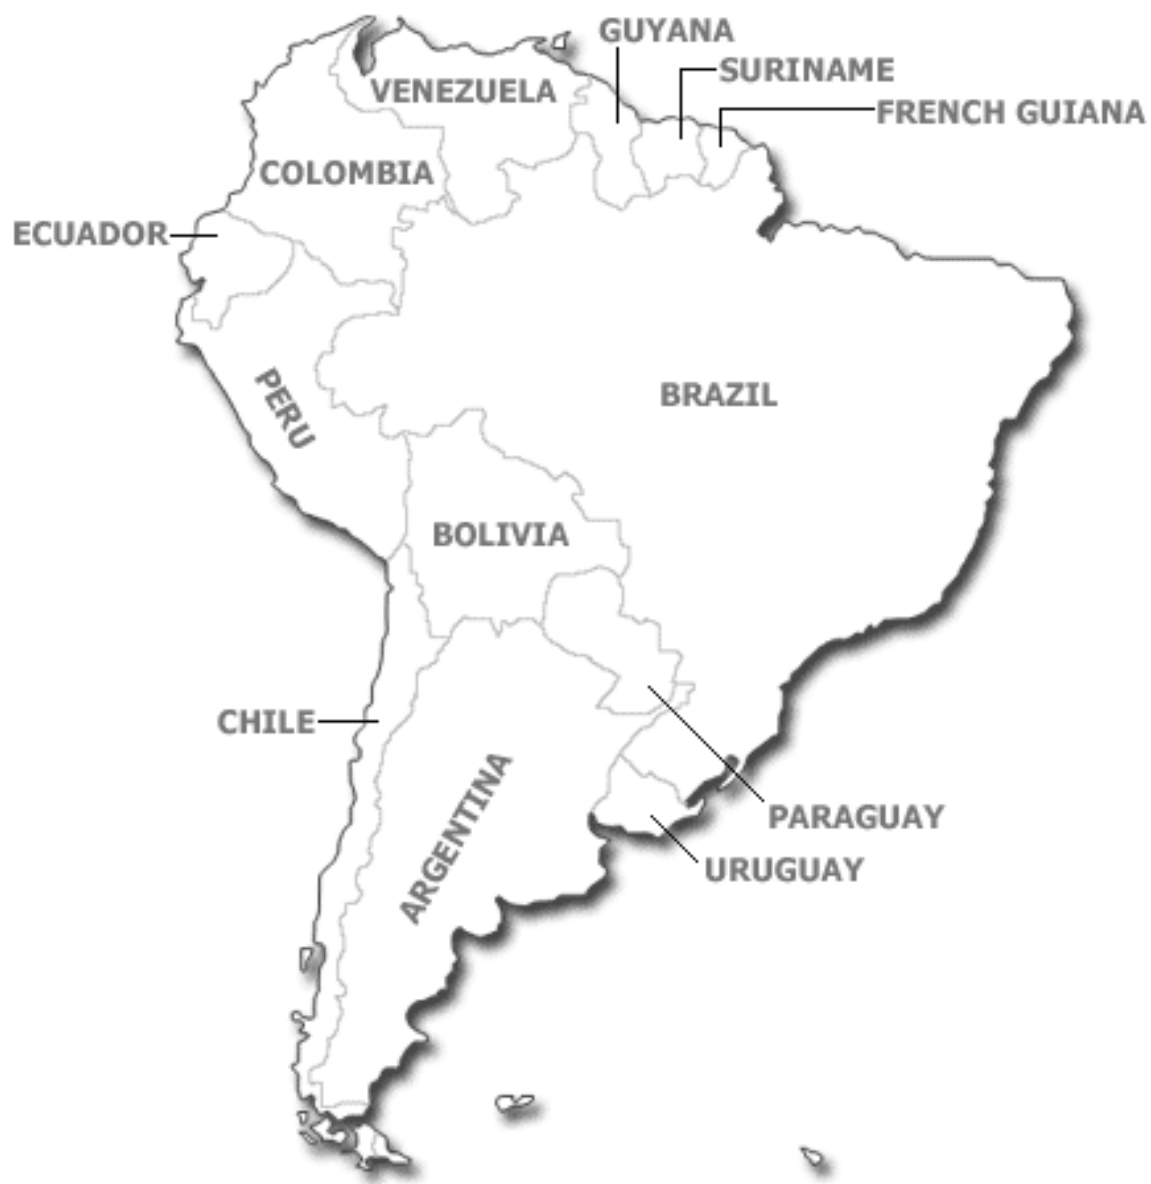 GUYANA
SURINAME
VENEZUELA
FRENCH GUIANA
COLOMBIA
ECUADOR
BRAZIL
PERU
BOLIVIA
CHILE
PARAGUAY
ARGENTINA
URUGUAY